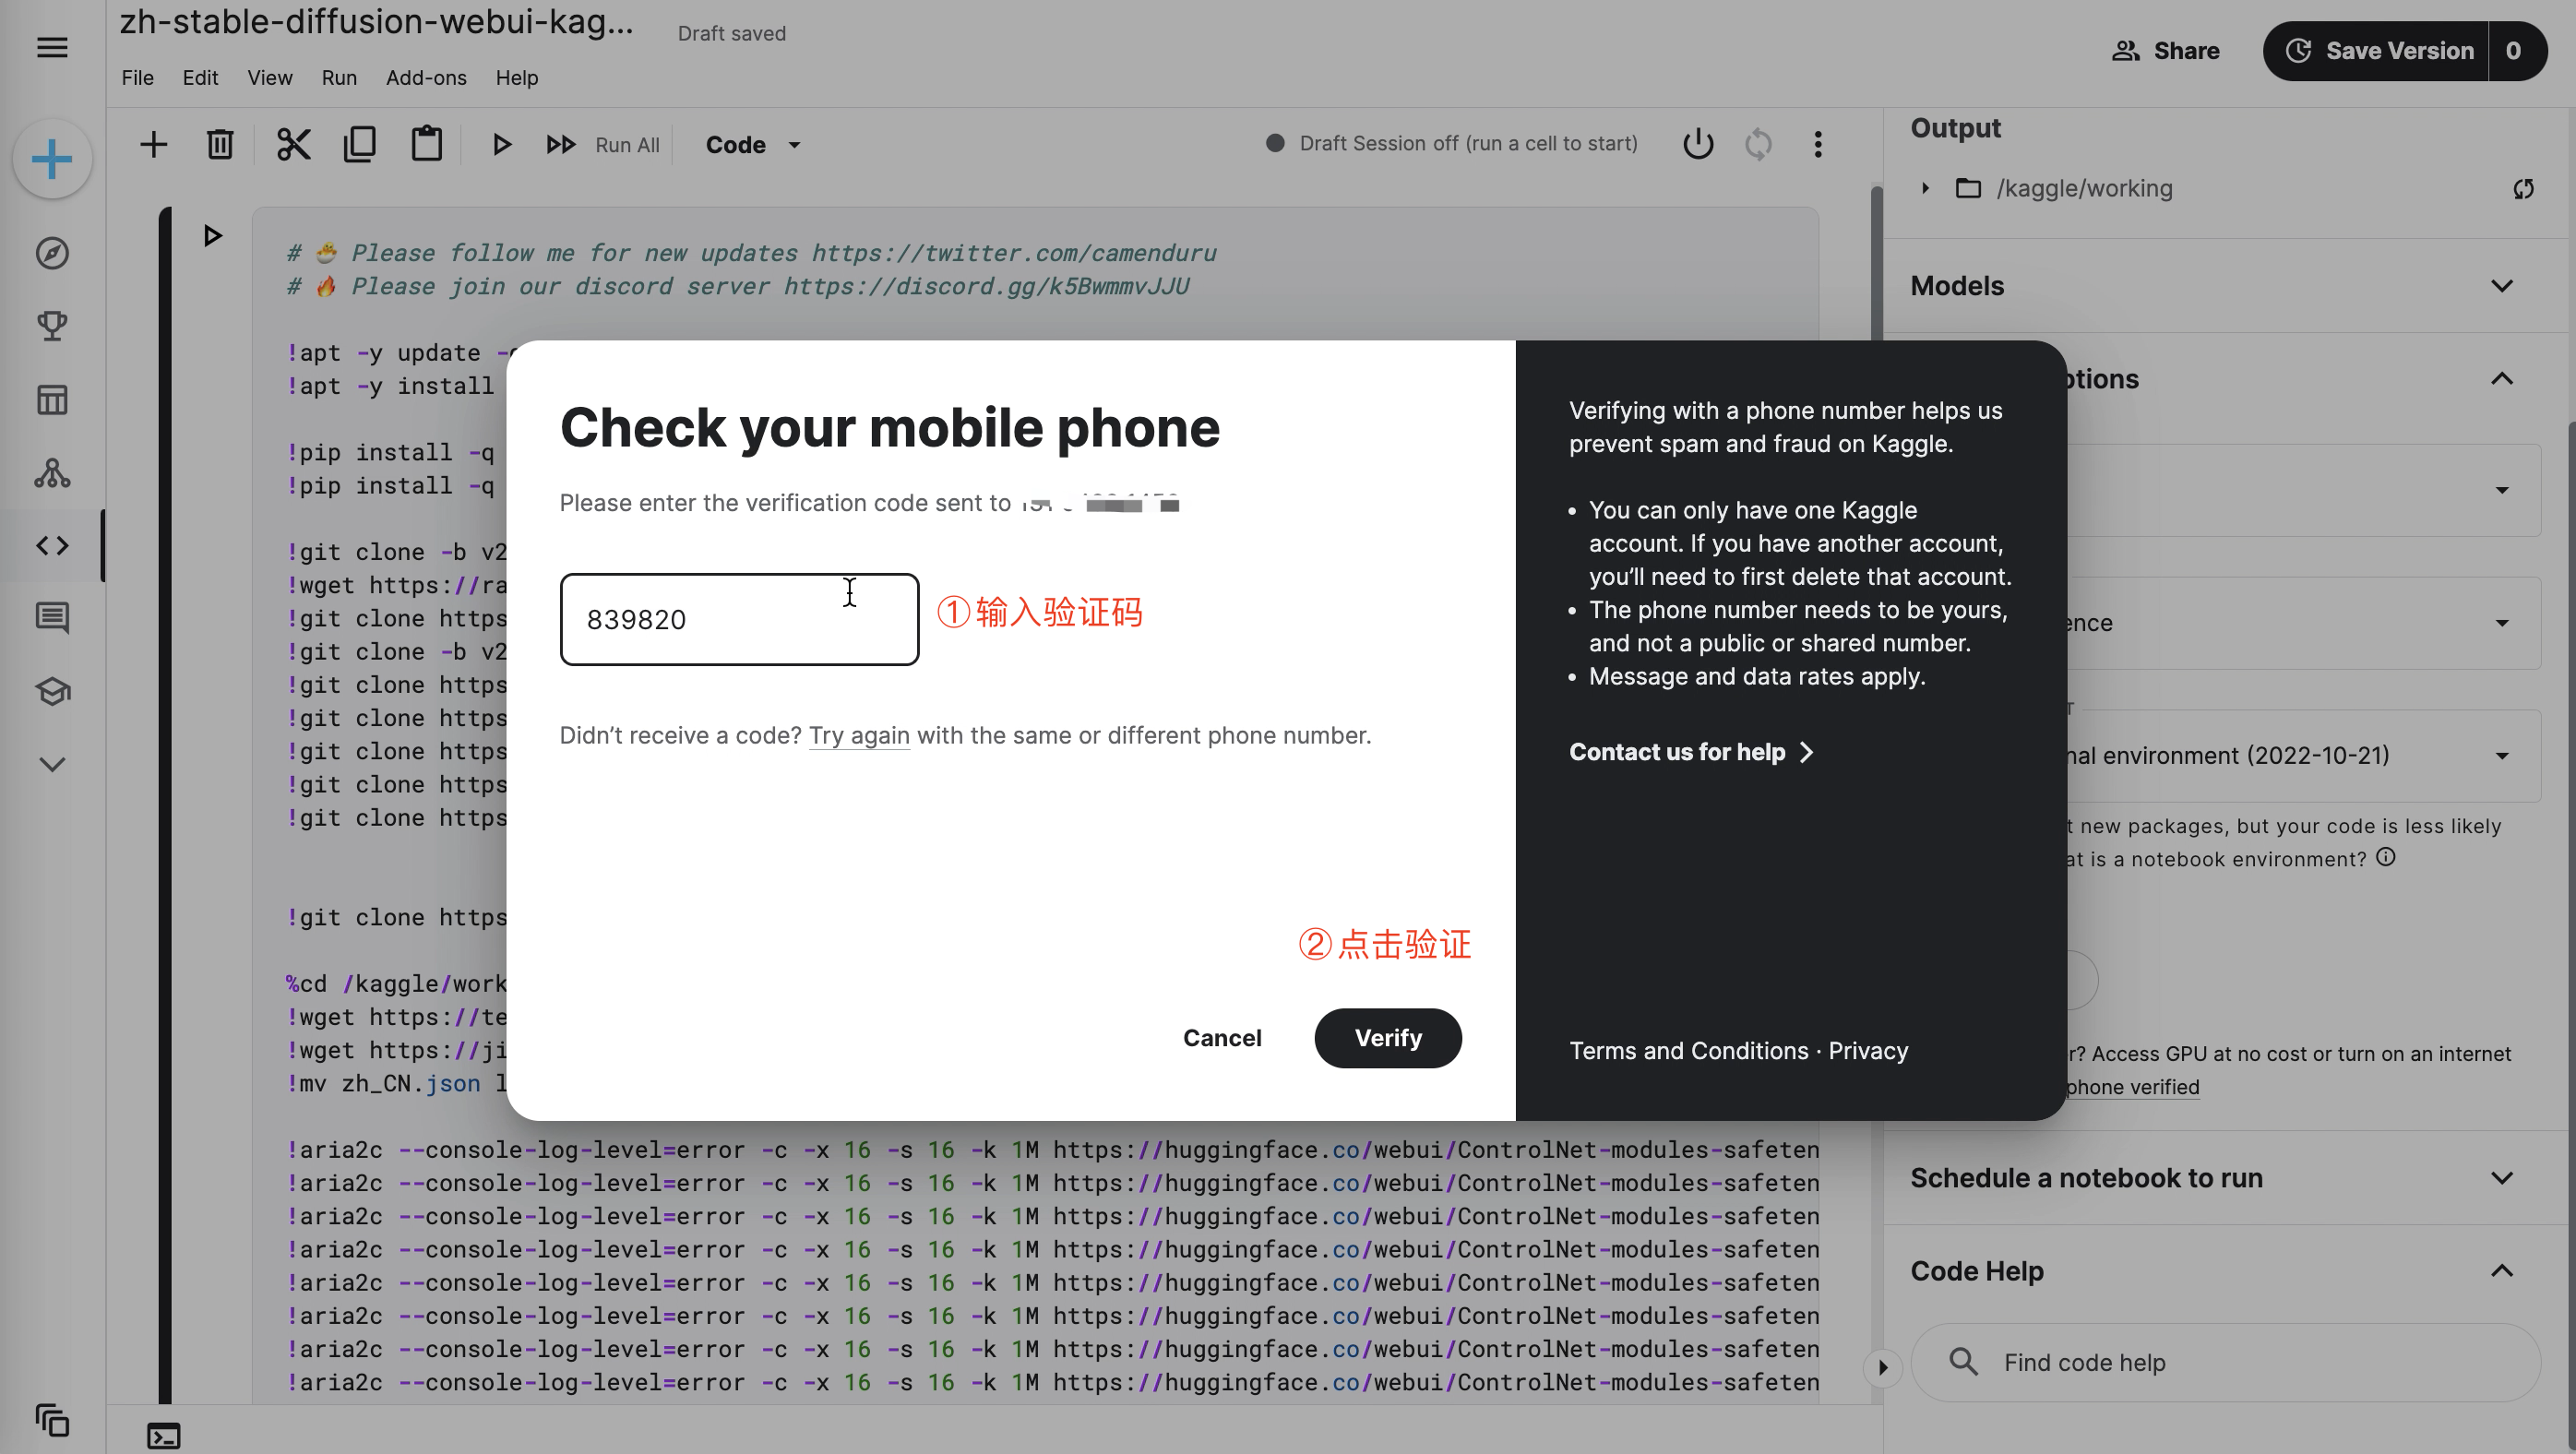 zh-stable-diffusion-webui-kag...
Draft saved
File Edit View Run Add-ons Help
Share
Save Version 0
Run All
Code
Draft Session off (run a cell to start)
# 🐣 Please follow me for new updates https://twitter.com/camenduru
# 🔥 Please join our discord server https://discord.gg/k5BwmmvJJU
!apt -y update
!apt -y install
!pip install -q
!pip install -q
!git clone -b v2
!wget https://ra
!git clone https
!git clone -b v2
!git clone https
!git clone https
!git clone https
!git clone https
!git clone https
!git clone https
%cd /kaggle/work
!wget https://te
!wget https://ji
!mv zh_CN.json l
!aria2c --console-log-level=error -c -x 16 -s 16 -k 1M https://huggingface.co/webui/ControlNet-modules-safeten
!aria2c --console-log-level=error -c -x 16 -s 16 -k 1M https://huggingface.co/webui/ControlNet-modules-safeten
!aria2c --console-log-level=error -c -x 16 -s 16 -k 1M https://huggingface.co/webui/ControlNet-modules-safeten
!aria2c --console-log-level=error -c -x 16 -s 16 -k 1M https://huggingface.co/webui/ControlNet-modules-safeten
!aria2c --console-log-level=error -c -x 16 -s 16 -k 1M https://huggingface.co/webui/ControlNet-modules-safeten
!aria2c --console-log-level=error -c -x 16 -s 16 -k 1M https://huggingface.co/webui/ControlNet-modules-safeten
!aria2c --console-log-level=error -c -x 16 -s 16 -k 1M https://huggingface.co/webui/ControlNet-modules-safeten
!aria2c --console-log-level=error -c -x 16 -s 16 -k 1M https://huggingface.co/webui/ControlNet-modules-safeten
Check your mobile phone
Please enter the verification code sent to
839820
①输入验证码
Didn’t receive a code? Try again with the same or different phone number.
②点击验证
Cancel
Verify
Verifying with a phone number helps us
prevent spam and fraud on Kaggle.
• You can only have one Kaggle
account. If you have another account,
you’ll need to first delete that account.
• The phone number needs to be yours,
and not a public or shared number.
• Message and data rates apply.
Contact us for help
Terms and Conditions · Privacy
Output
/kaggle/working
Models
ptions
ence
T
nal environment (2022-10-21)
t new packages, but your code is less likely
at is a notebook environment?
r? Access GPU at no cost or turn on an internet
phone verified
Schedule a notebook to run
Code Help
Find code help